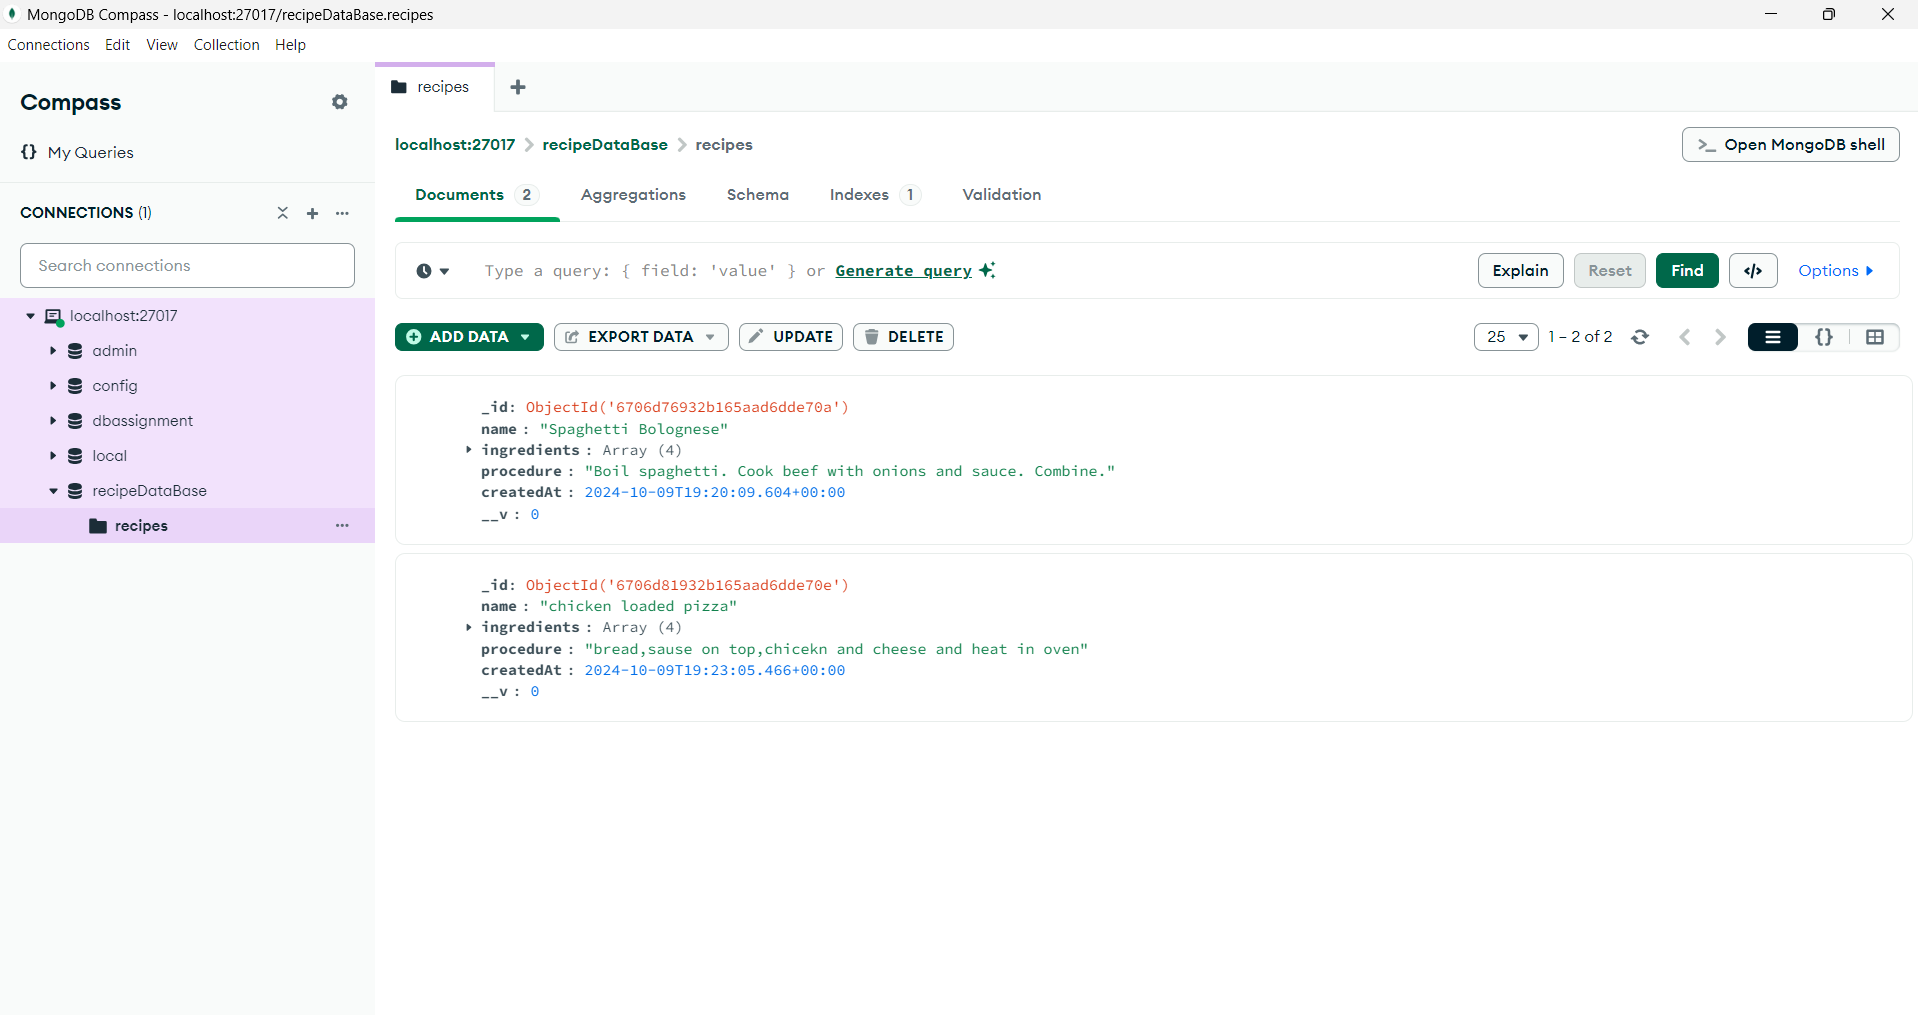 MongoDB Compass - localhost:27017/recipeDataBase.recipes
Connections Edit View Collection Help
Compass
{} My Queries
CONNECTIONS (1)
Search connections
localhost:27017
admin
config
dbassignment
local
recipeDataBase
recipes
recipes
localhost:27017 > recipeDataBase > recipes
>_ Open MongoDB shell
Documents 2 Aggregations Schema Indexes 1 Validation
Type a query: { field: 'value' } or Generate query
Explain Reset Find </> Options
ADD DATA EXPORT DATA UPDATE DELETE
25 1 – 2 of 2 {}
_id: ObjectId('6706d76932b165aad6dde70a')
name : "Spaghetti Bolognese"
ingredients : Array (4)
procedure : "Boil spaghetti. Cook beef with onions and sauce. Combine."
createdAt : 2024-10-09T19:20:09.604+00:00
__v : 0
_id: ObjectId('6706d81932b165aad6dde70e')
name : "chicken loaded pizza"
ingredients : Array (4)
procedure : "bread,sause on top,chicekn and cheese and heat in oven"
createdAt : 2024-10-09T19:23:05.466+00:00
__v : 0